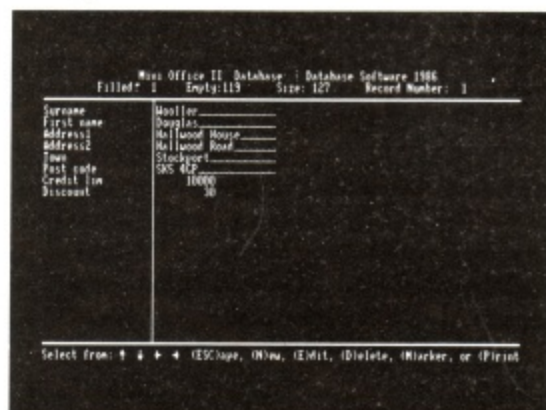 Mini Office II Database : Database Software 1986
Filled: 1 Empty:119 Size: 127 Record Number: 1
Surname Wooller
First name Douglas
Address1 Hallwood House
Address2 Hallwood Road
Town Stockport
Post code SK5 4GP
Credit lim 10000
Discount 30
Select from: ↑ ↓ → ← (ESC)ape, (N)ew, (E)dit, (D)elete, (M)arker, or (P)rint